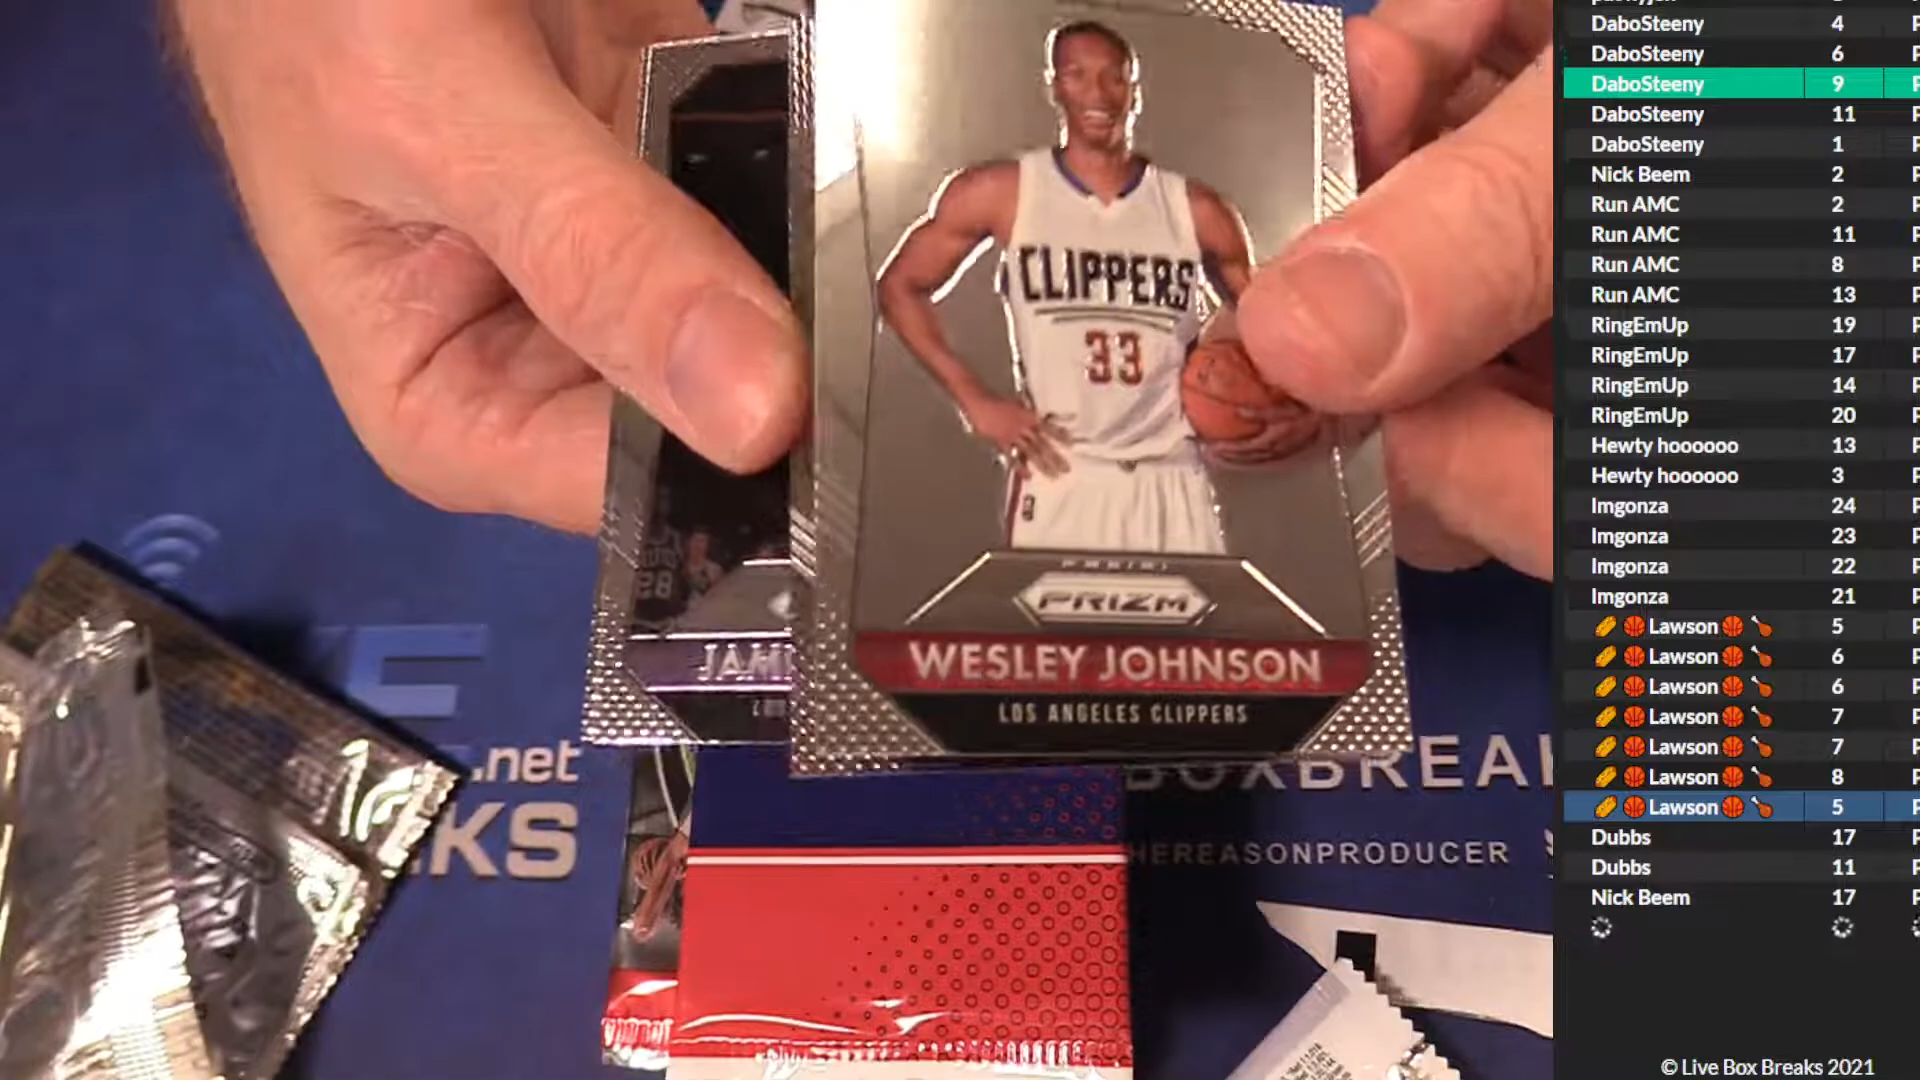 DaboSteeny 4 P
DaboSteeny 6 P
DaboSteeny 9 P
DaboSteeny 11 P
DaboSteeny 1 P
Nick Beem 2 P
Run AMC 2 P
Run AMC 11 P
Run AMC 8 P
Run AMC 13 P
RingEmUp 19 P
RingEmUp 17 P
RingEmUp 14 P
RingEmUp 20 P
Hewty hoooooo 13 P
Hewty hoooooo 3 P
Imgonza 24 P
Imgonza 23 P
Imgonza 22 P
Imgonza 21 P
Lawson 5 P
Lawson 6 P
Lawson 6 P
Lawson 7 P
Lawson 7 P
Lawson 8 P
Lawson 5 P
Dubbs 17 P
Dubbs 11 P
Nick Beem 17 P
© Live Box Breaks 2021
CLIPPERS
33
PANINI
PRIZM
WESLEY JOHNSON
LOS ANGELES CLIPPERS
28
JAM
.net
KS
BOXBREAK
HEREASONPRODUCER